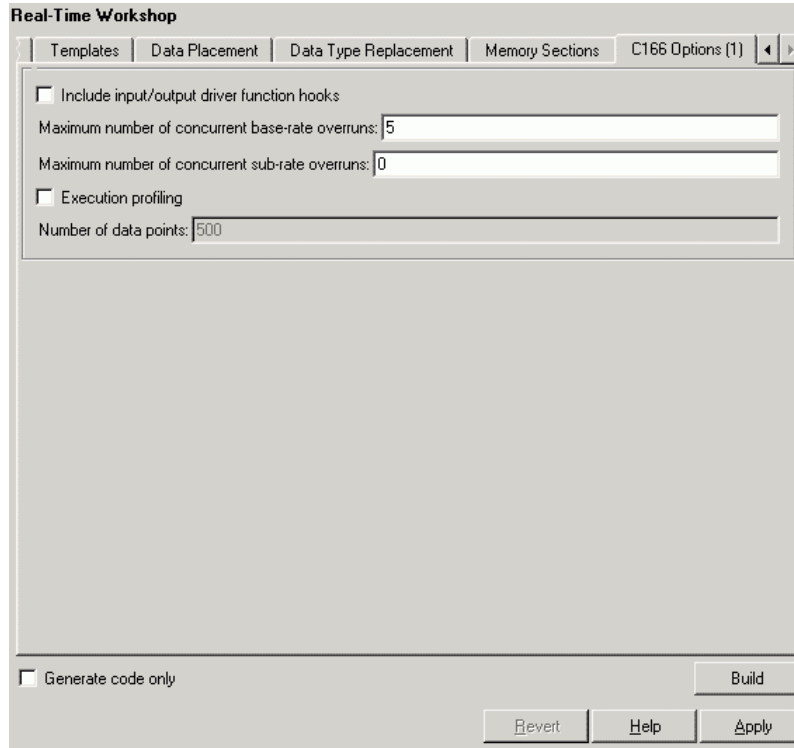 Real-Time Workshop
Templates Data Placement Data Type Replacement Memory Sections C166 Options (1)
Include input/output driver function hooks
Maximum number of concurrent base-rate overruns: 5
Maximum number of concurrent sub-rate overruns: 0
Execution profiling
Number of data points: 500
Generate code only Build
Revert Help Apply